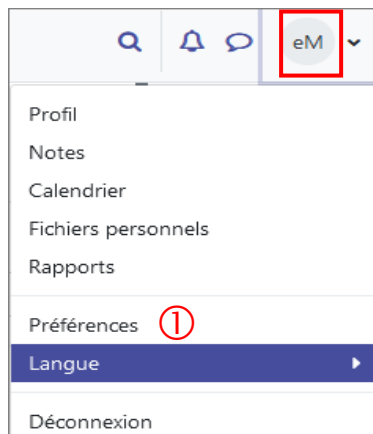 eM
Profil
Notes
Calendrier
Fichiers personnels
Rapports
Préférences ①
Langue
Déconnexion